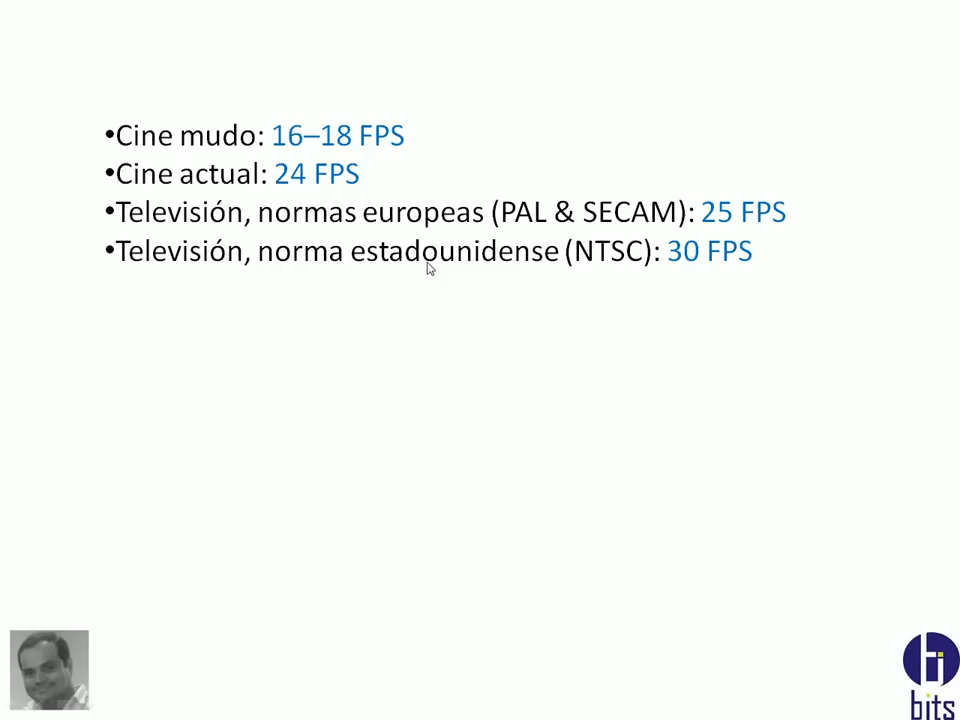 •Cine mudo: 16–18 FPS
•Cine actual: 24 FPS
•Televisión, normas europeas (PAL & SECAM): 25 FPS
•Televisión, norma estadounidense (NTSC): 30 FPS
bits